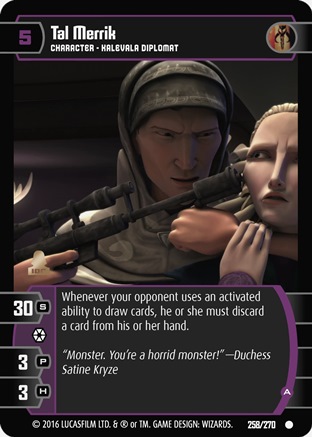 5
Tal Merrik
CHARACTER - KALEVALA DIPLOMAT
30 S
Whenever your opponent uses an activated
ability to draw cards, he or she must discard
a card from his or her hand.
3 P
“Monster. You’re a horrid monster!” —Duchess
Satine Kryze
3 H
A
© 2016 LUCASFILM LTD. & ® OR TM. GAME DESIGN: WIZARDS.
258/270